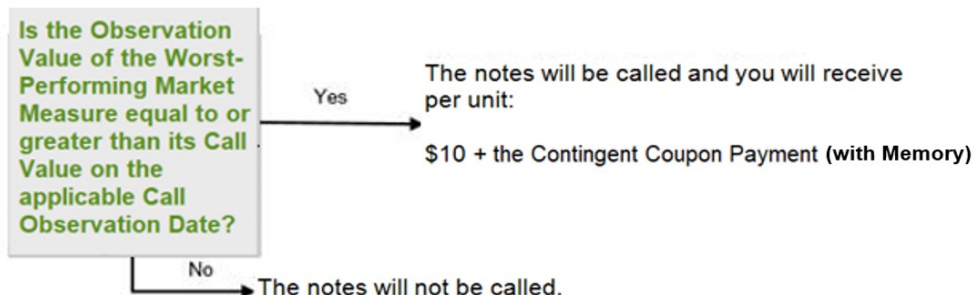 Is the Observation
Value of the Worst-
Performing Market
Measure equal to or
greater than its Call
Value on the
applicable Call
Observation Date?
Yes
The notes will be called and you will receive
per unit:
$10 + the Contingent Coupon Payment (with Memory)
No
The notes will not be called.